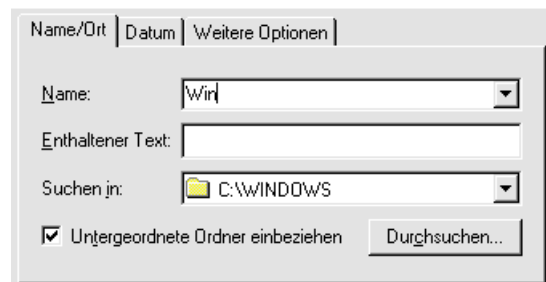 Name/Ort Datum Weitere Optionen
Name: Win
Enthaltener Text:
Suchen in: C:\WINDOWS
Untergeordnete Ordner einbeziehen Durchsuchen...